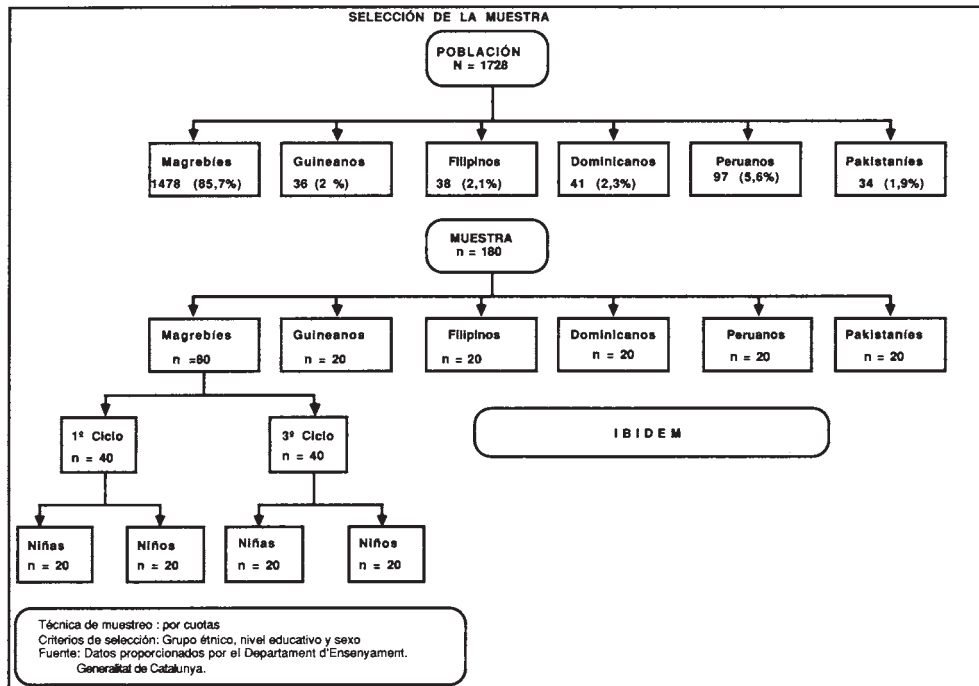 SELECCIÓN DE LA MUESTRA
POBLACIÓN
N = 1728
Magrebíes
1478 (85,7%)
Guineanos
36 (2 %)
Filipinos
38 (2,1%)
Dominicanos
41 (2,3%)
Peruanos
97 (5,6%)
Pakistaníes
34 (1,9%)
MUESTRA
n = 180
Magrebíes
n =80
Guineanos
n = 20
Filipinos
n = 20
Dominicanos
n = 20
Peruanos
n = 20
Pakistaníes
n = 20
1º Ciclo
n = 40
3º Ciclo
n = 40
I B I D E M
Niñas
n = 20
Niños
n = 20
Niñas
n = 20
Niños
n = 20
Técnica de muestreo : por cuotas
Criterios de selección: Grupo étnico, nivel educativo y sexo
Fuente: Datos proporcionados por el Departament d'Ensenyament.
Generalitat de Catalunya.